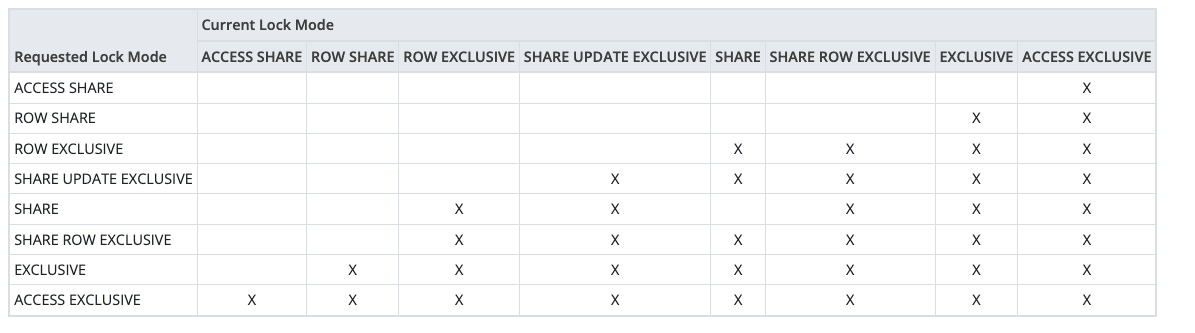 Current Lock Mode
Requested Lock Mode ACCESS SHARE ROW SHARE ROW EXCLUSIVE SHARE UPDATE EXCLUSIVE SHARE SHARE ROW EXCLUSIVE EXCLUSIVE ACCESS EXCLUSIVE
ACCESS SHARE X
ROW SHARE X X
ROW EXCLUSIVE X X X X
SHARE UPDATE EXCLUSIVE X X X X X
SHARE X X X X X
SHARE ROW EXCLUSIVE X X X X X X
EXCLUSIVE X X X X X X X
ACCESS EXCLUSIVE X X X X X X X X